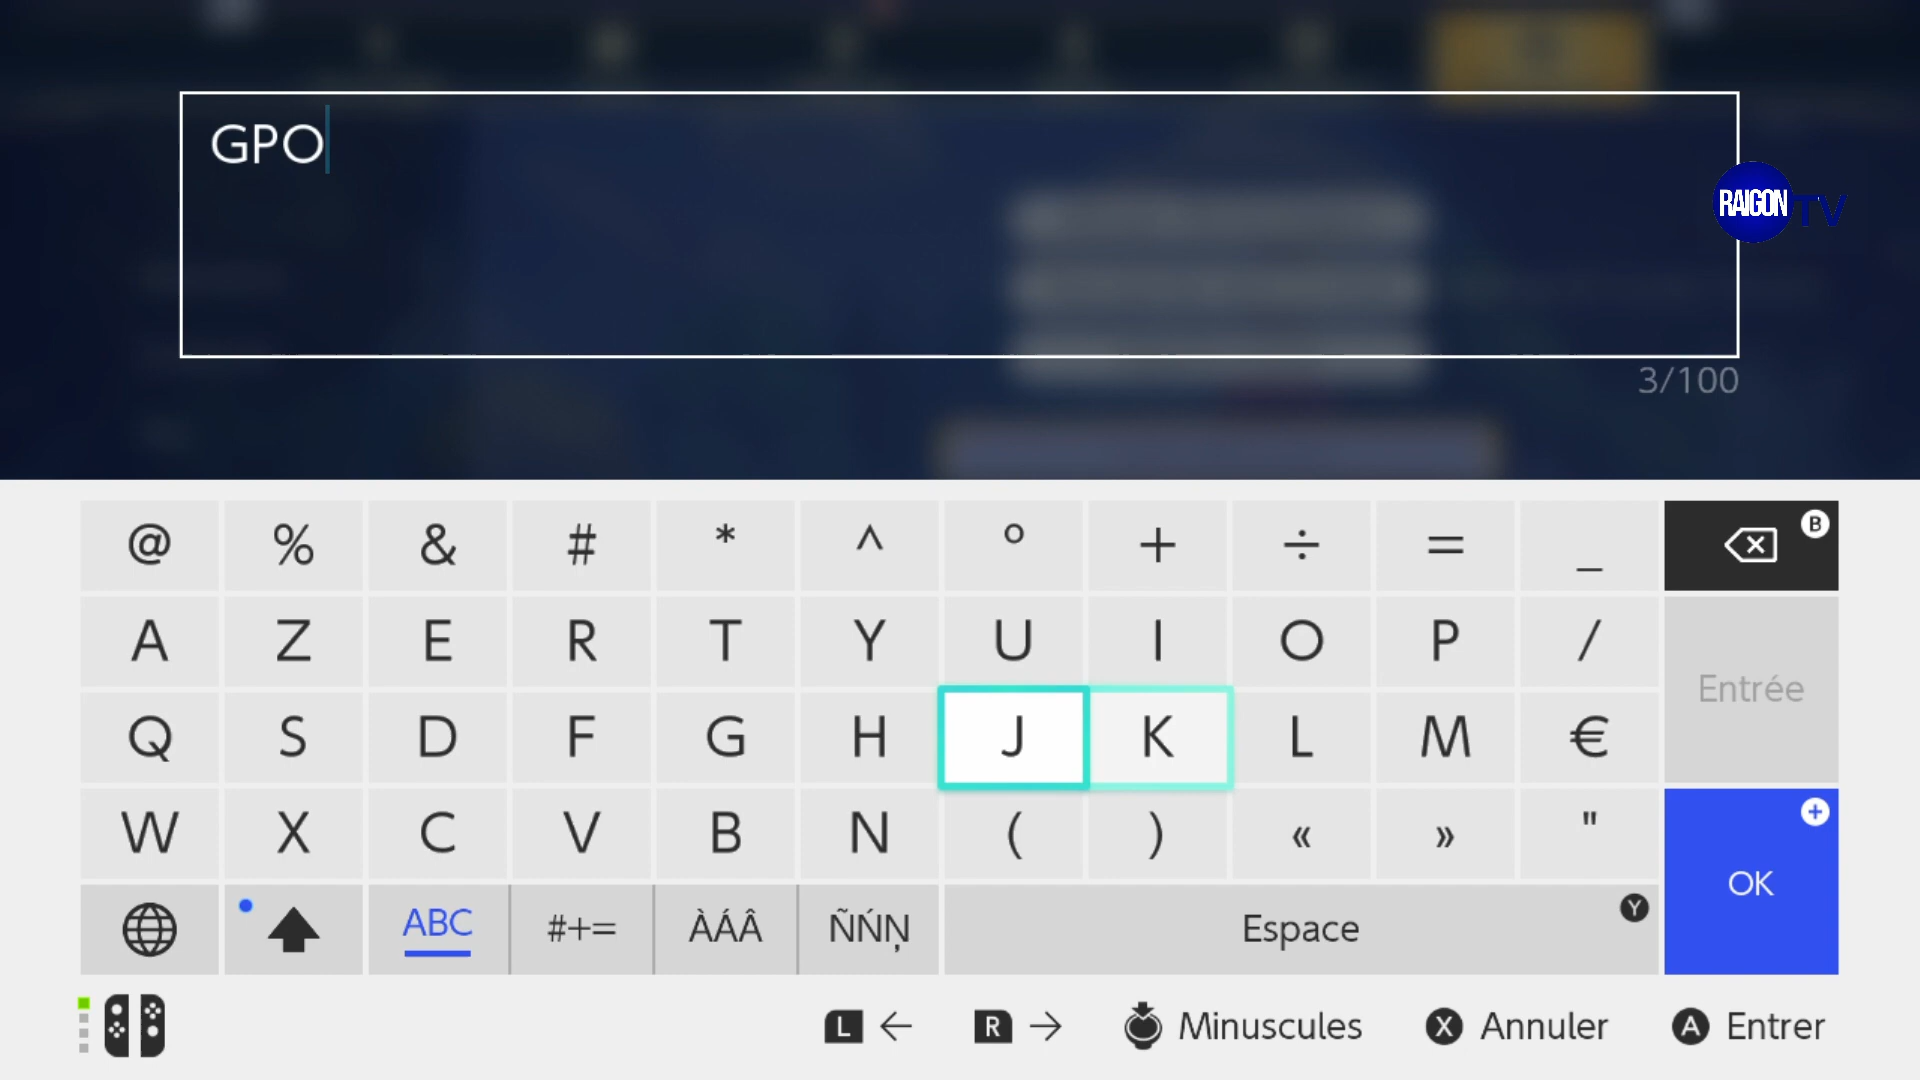 GPO
RAIGON TV
3/100
@ % & # * ^ ° + ÷ = _ B
A Z E R T Y U I O P / Entrée
Q S D F G H J K L M €
W X C V B N ( ) « » " +
ABC #+= ÀÁÂ ÑŃŅ Espace Y OK
L ← R → Minuscules X Annuler A Entrer